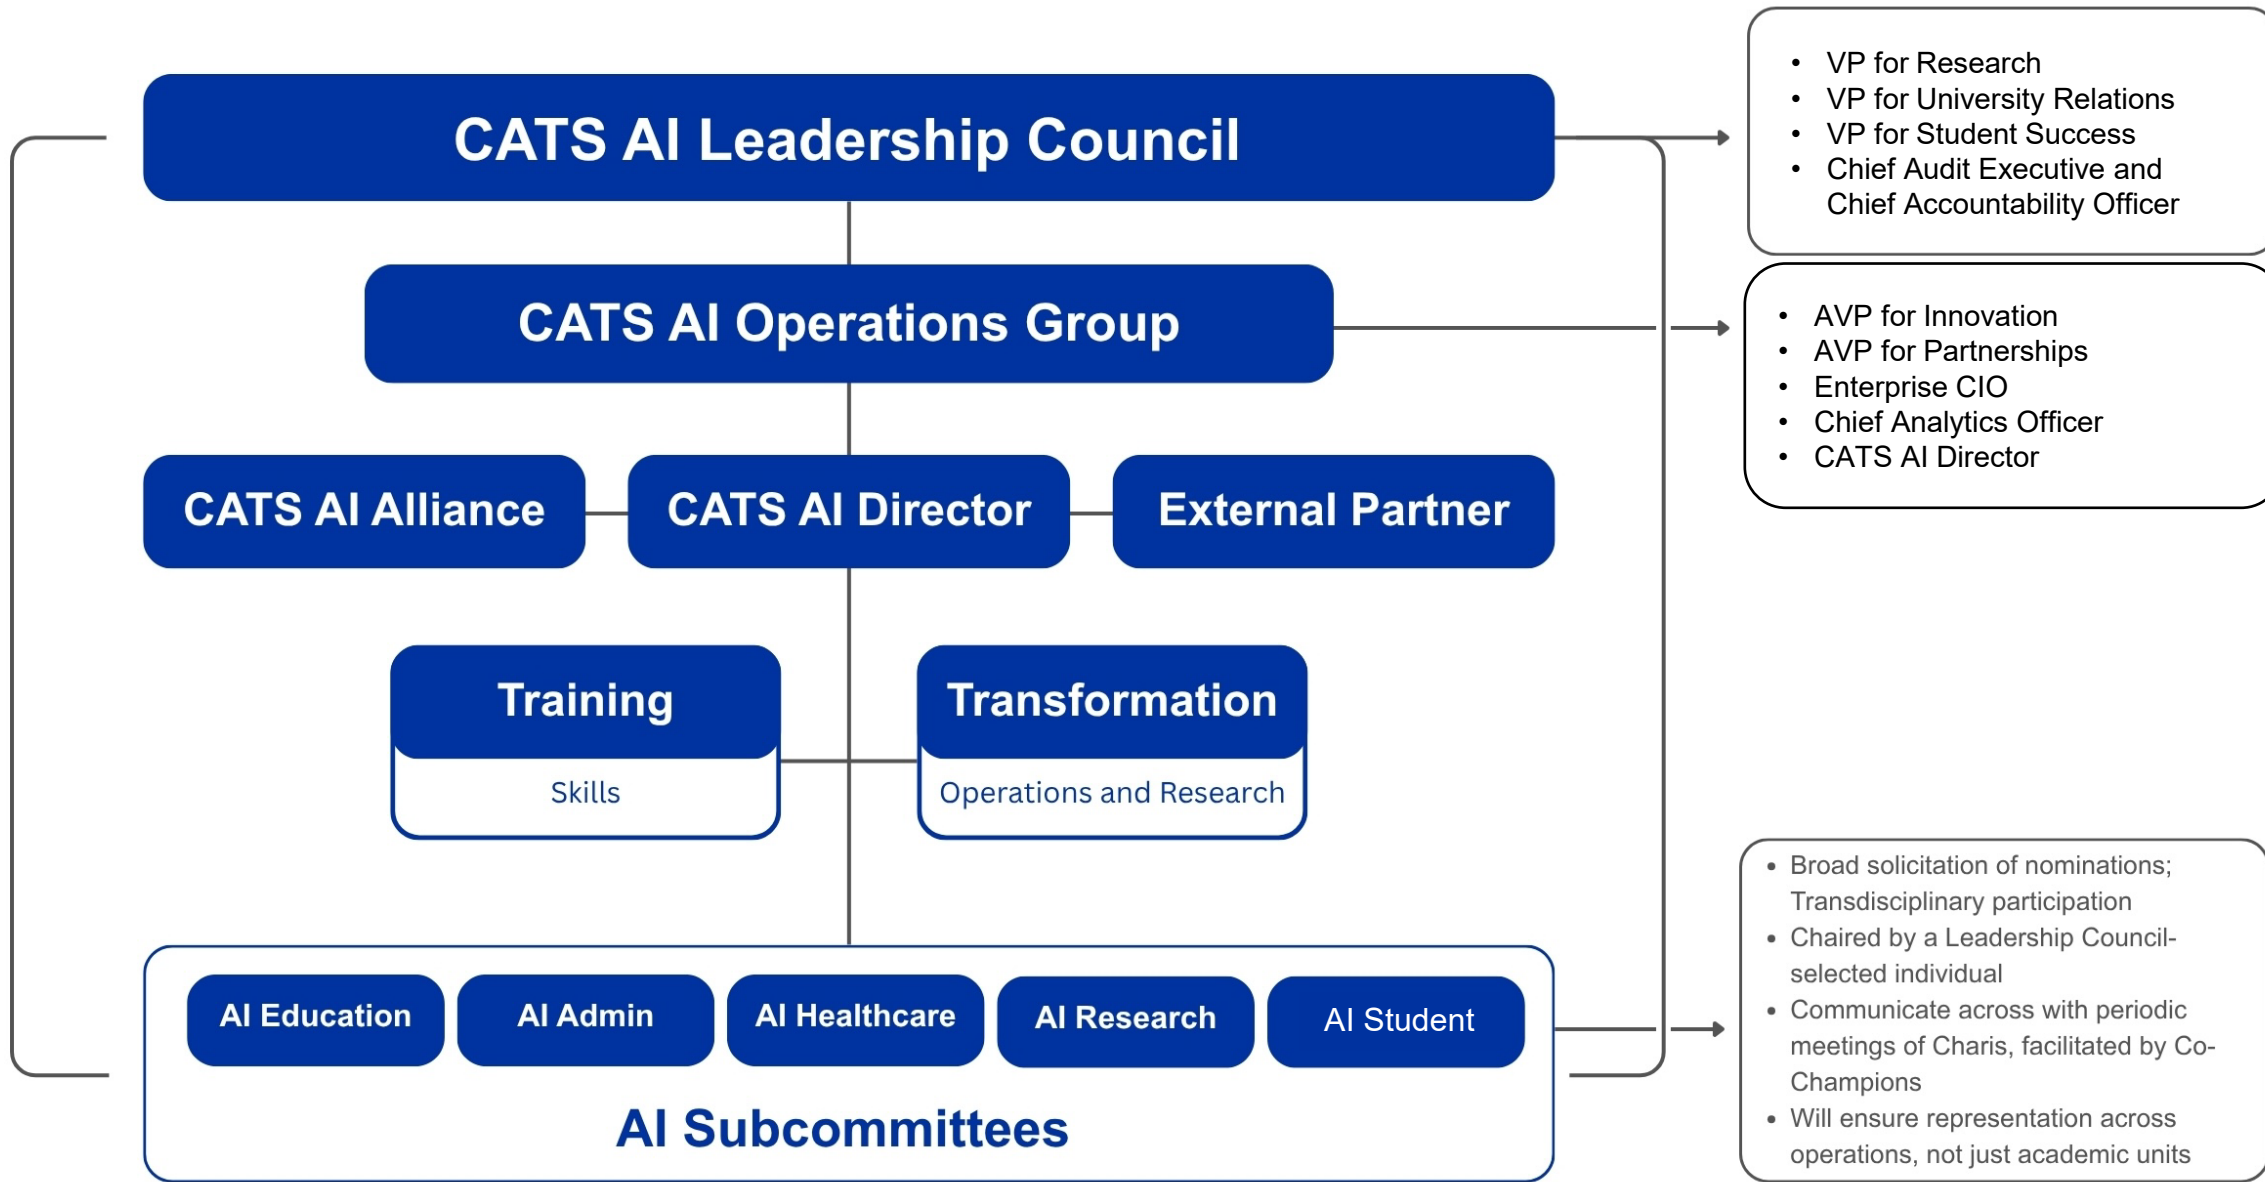 CATS AI Leadership Council
• VP for Research
• VP for University Relations
• VP for Student Success
• Chief Audit Executive and
Chief Accountability Officer
CATS AI Operations Group
• AVP for Innovation
• AVP for Partnerships
• Enterprise CIO
• Chief Analytics Officer
• CATS AI Director
CATS AI Alliance
CATS AI Director
External Partner
Training
Skills
Transformation
Operations and Research
AI Education
AI Admin
AI Healthcare
AI Research
AI Student
AI Subcommittees
• Broad solicitation of nominations;
Transdisciplinary participation
• Chaired by a Leadership Council-
selected individual
• Communicate across with periodic
meetings of Charis, facilitated by Co-
Champions
• Will ensure representation across
operations, not just academic units